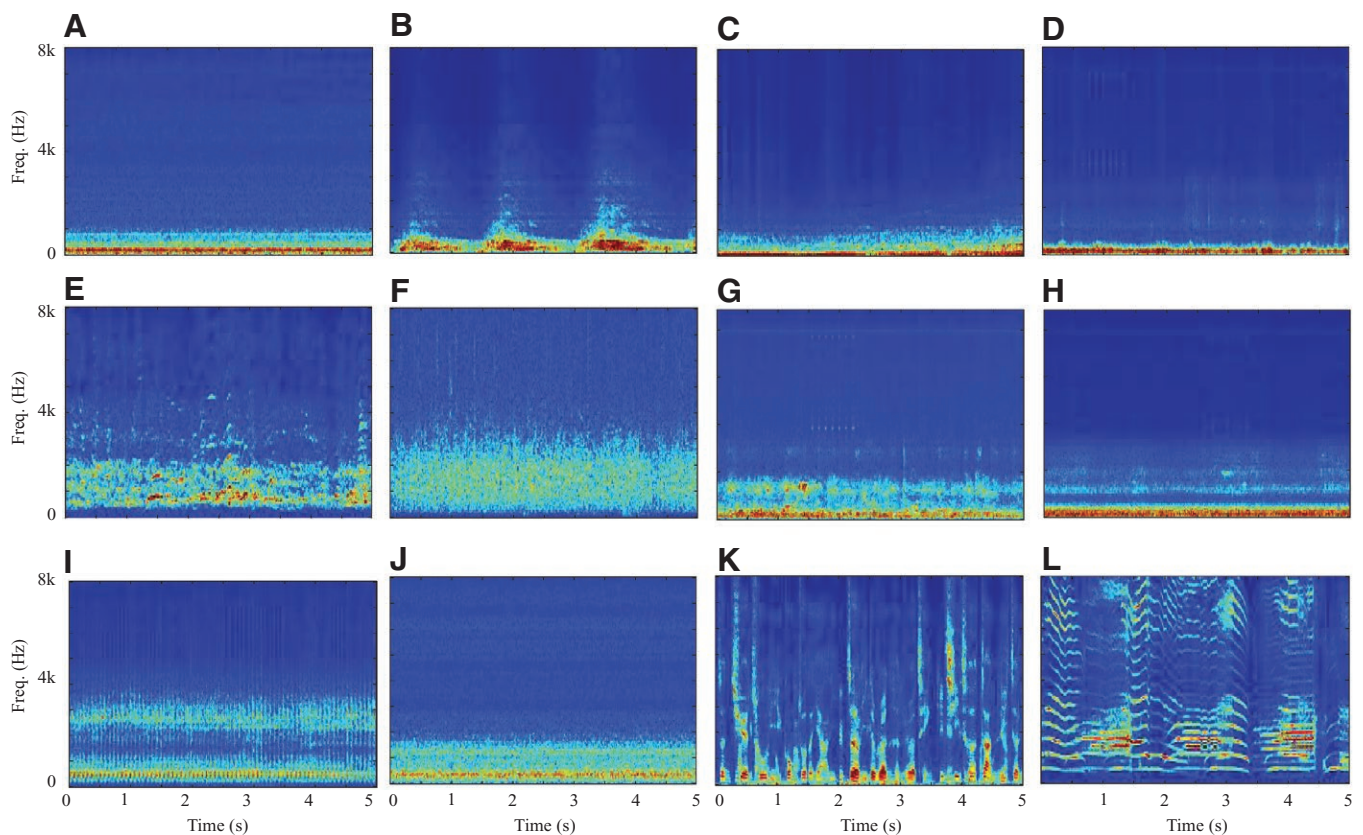 A B C D
8k
4k
0
Freq. (Hz)
E F G H
8k
4k
0
Freq. (Hz)
I J K L
8k
4k
0
Freq. (Hz)
0 1 2 3 4 5 0 1 2 3 4 5 0 1 2 3 4 5 1 2 3 4 5
Time (s) Time (s) Time (s) Time (s)